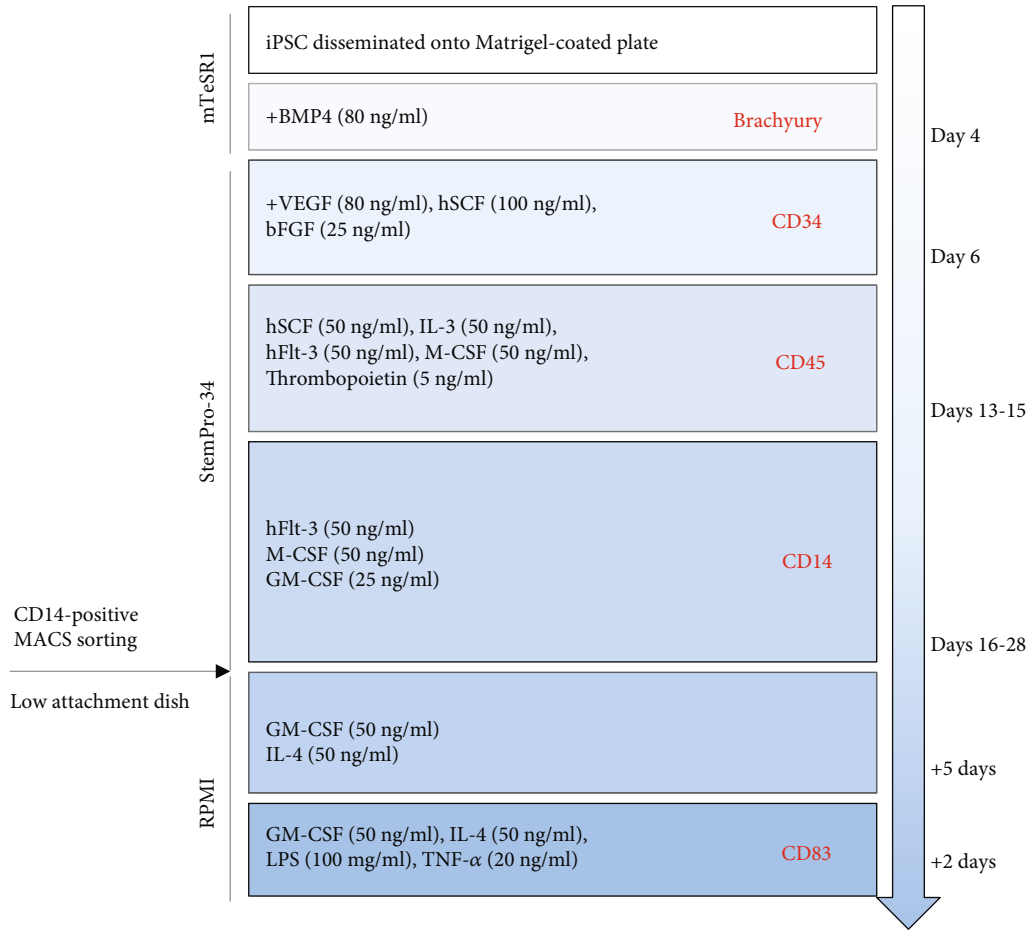 mTeSR1
iPSC disseminated onto Matrigel-coated plate
+BMP4 (80 ng/ml)
Brachyury
Day 4
StemPro-34
+VEGF (80 ng/ml), hSCF (100 ng/ml),
bFGF (25 ng/ml)
CD34
Day 6
hSCF (50 ng/ml), IL-3 (50 ng/ml),
hFlt-3 (50 ng/ml), M-CSF (50 ng/ml),
Thrombopoietin (5 ng/ml)
CD45
Days 13-15
hFlt-3 (50 ng/ml)
M-CSF (50 ng/ml)
GM-CSF (25 ng/ml)
CD14
Days 16-28
CD14-positive
MACS sorting
Low attachment dish
RPMI
GM-CSF (50 ng/ml)
IL-4 (50 ng/ml)
+5 days
GM-CSF (50 ng/ml), IL-4 (50 ng/ml),
LPS (100 mg/ml), TNF-α (20 ng/ml)
CD83
+2 days